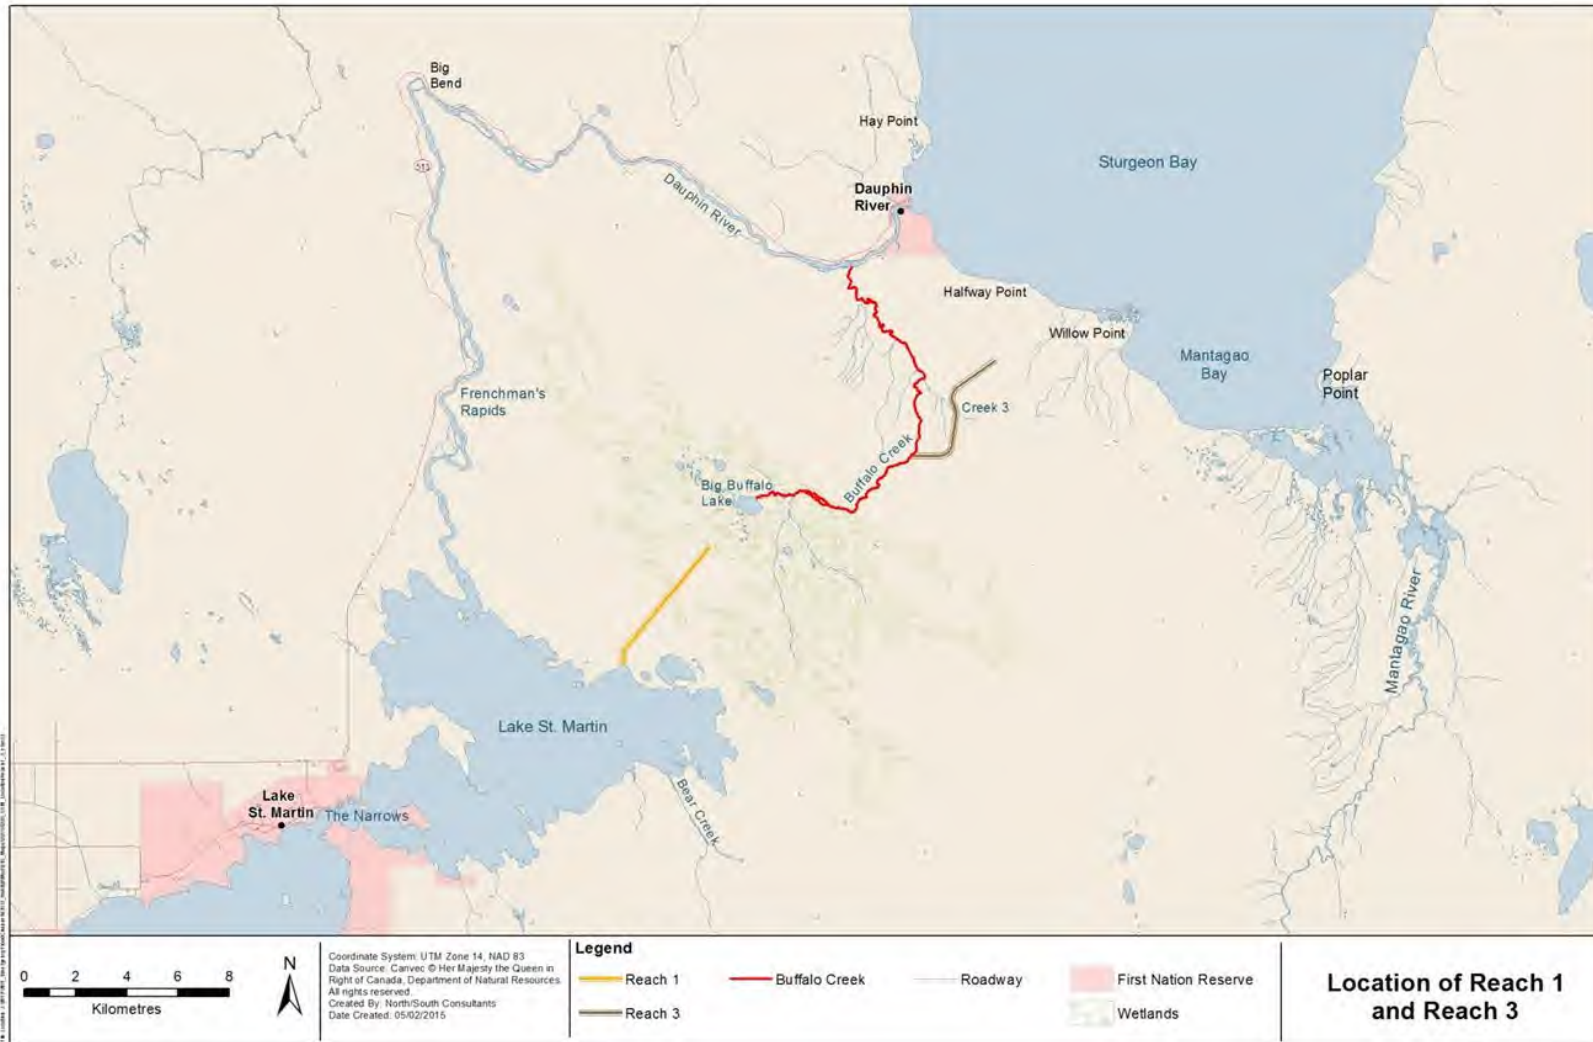 Big
Bend
Hay Point
Sturgeon Bay
513
Dauphin River
Dauphin
River
Halfway Point
Willow Point
Mantagao
Bay
Poplar
Point
Frenchman's
Rapids
Creek 3
Buffalo Creek
Big Buffalo
Lake
Mantagao River
Lake St. Martin
Lake
St. Martin
The Narrows
Bear Creek
0 2 4 6 8
Kilometres
N
Coordinate System: UTM Zone 14, NAD 83
Data Source: Canvec © Her Majesty the Queen in
Right of Canada, Department of Natural Resources.
All rights reserved.
Created By: North/South Consultants
Date Created: 05/02/2015
Legend
Reach 1
Buffalo Creek
Roadway
First Nation Reserve
Reach 3
Wetlands
Location of Reach 1
and Reach 3